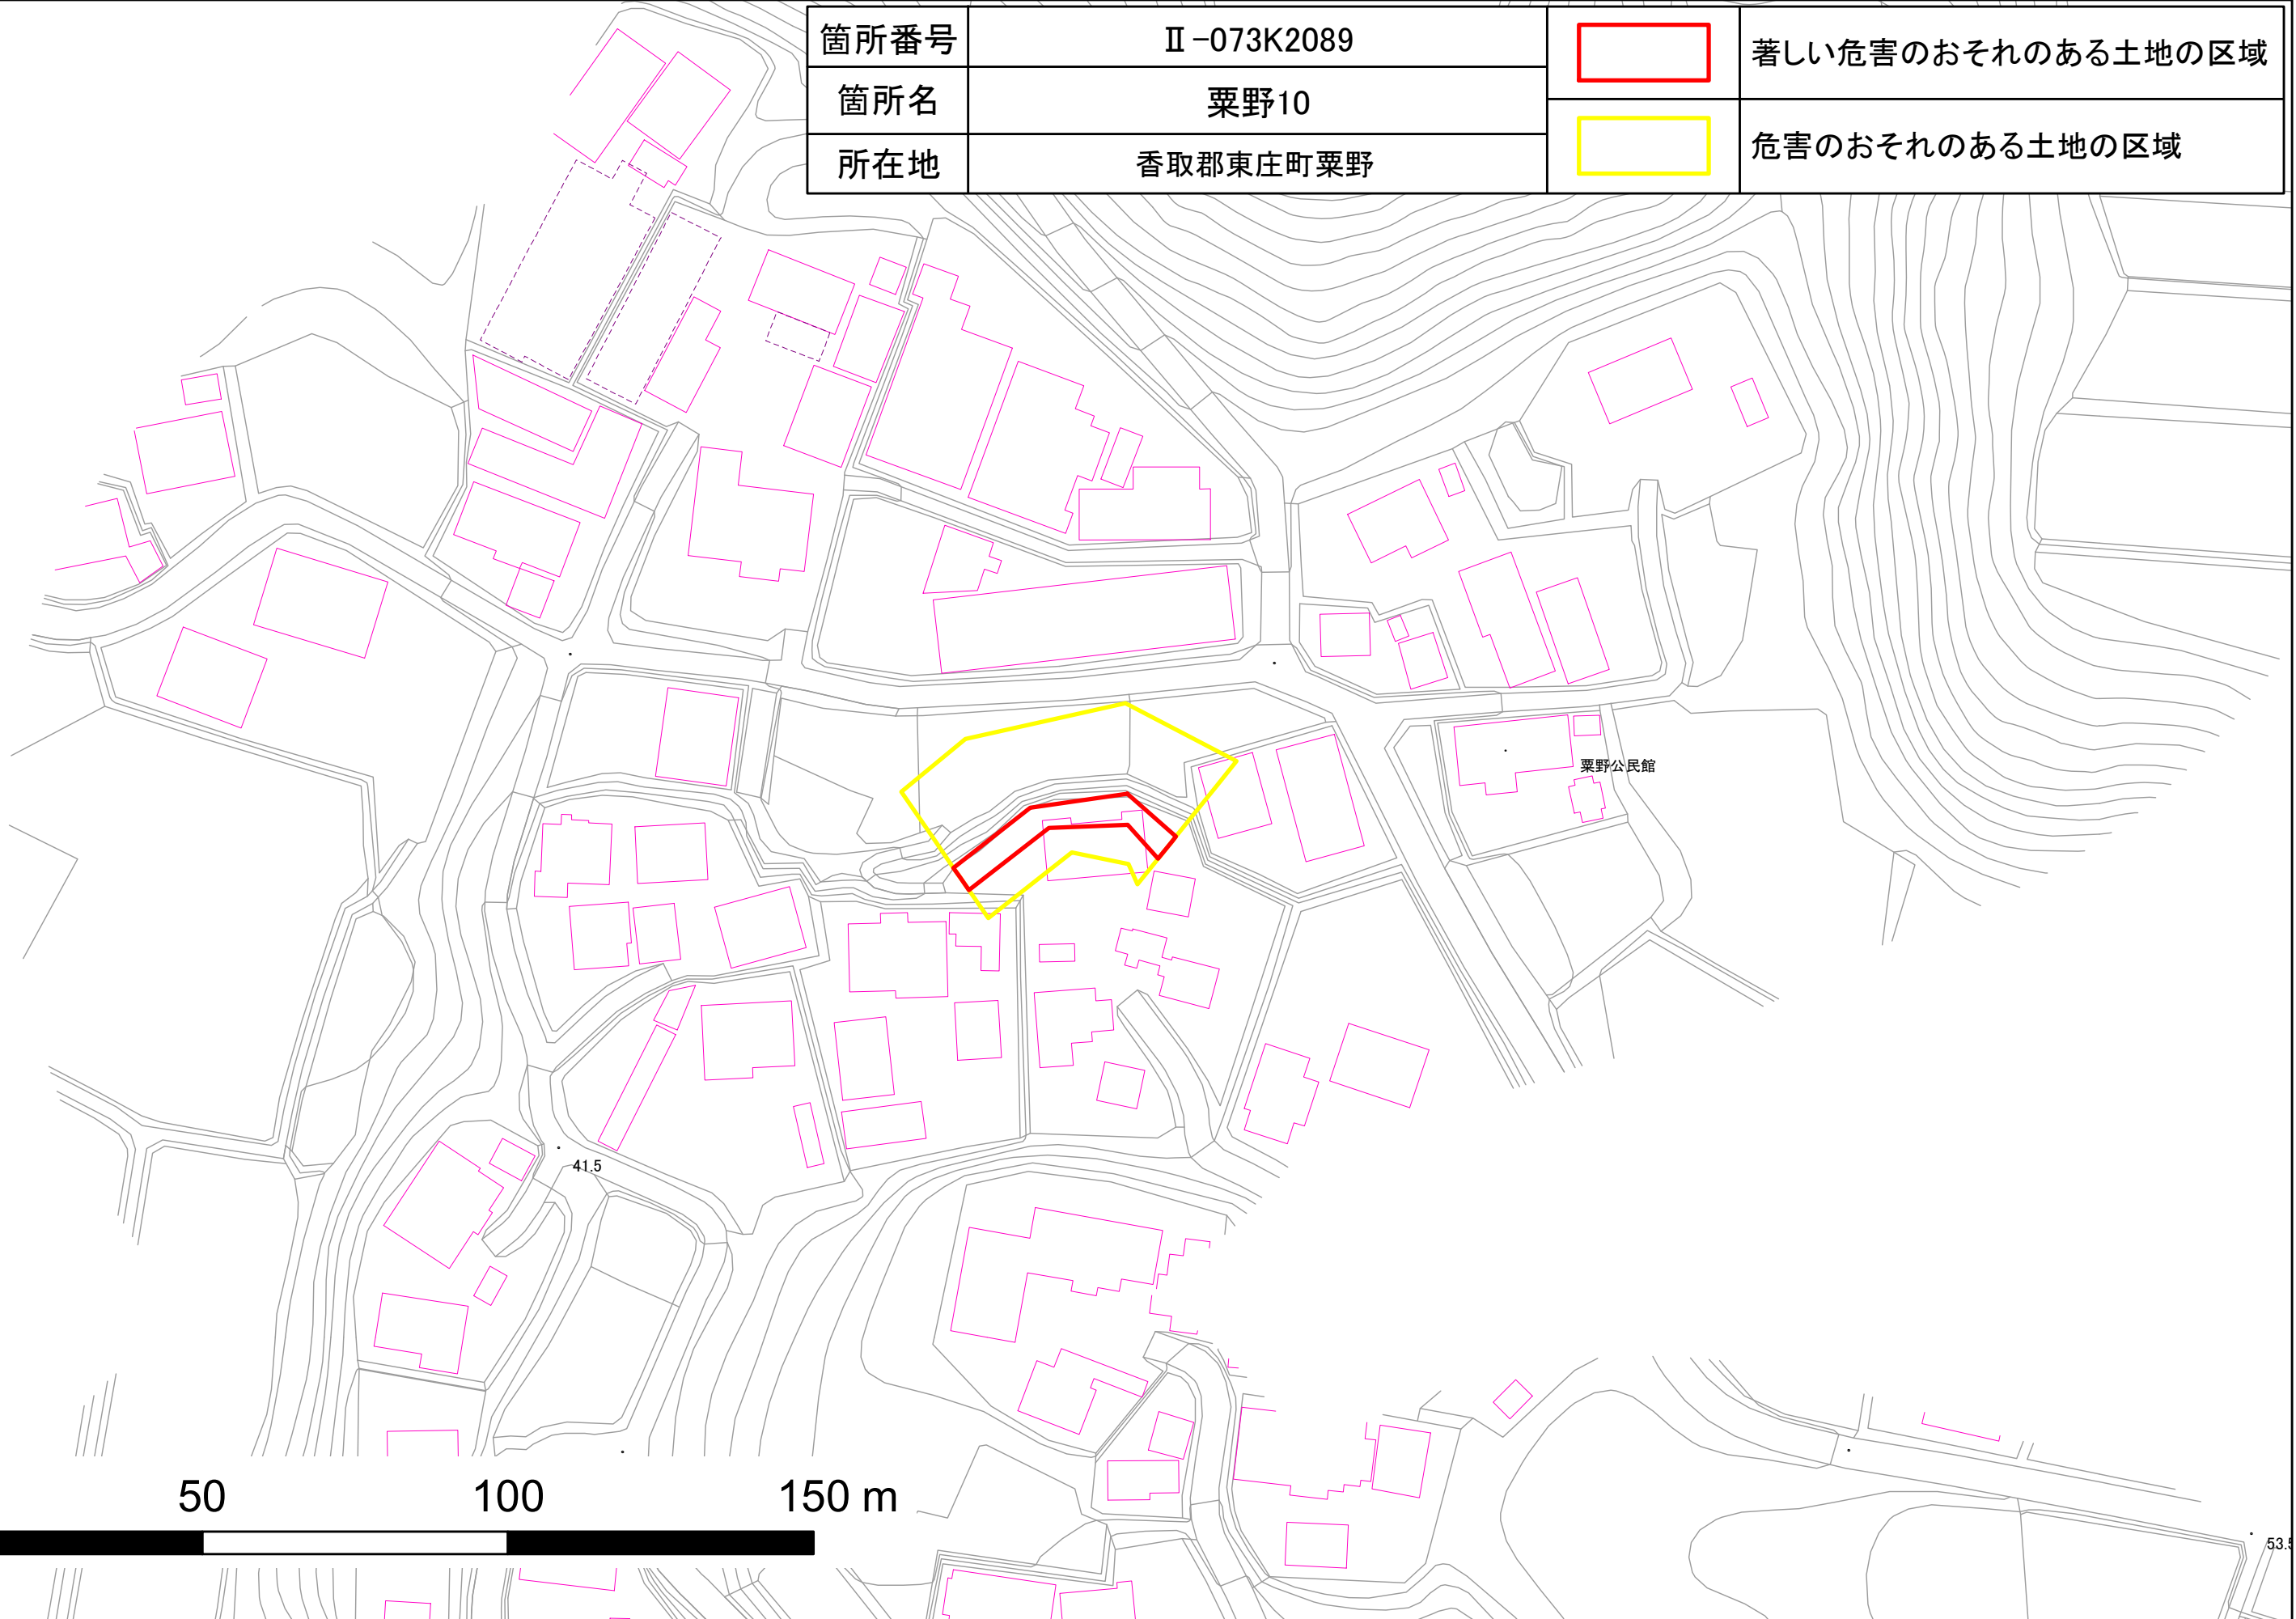 箇所番号 Ⅱ-073K2089
著しい危害のおそれのある土地の区域
箇所名 粟野10
危害のおそれのある土地の区域
所在地 香取郡東庄町粟野
粟野公民館
41.5
50 100 150 m